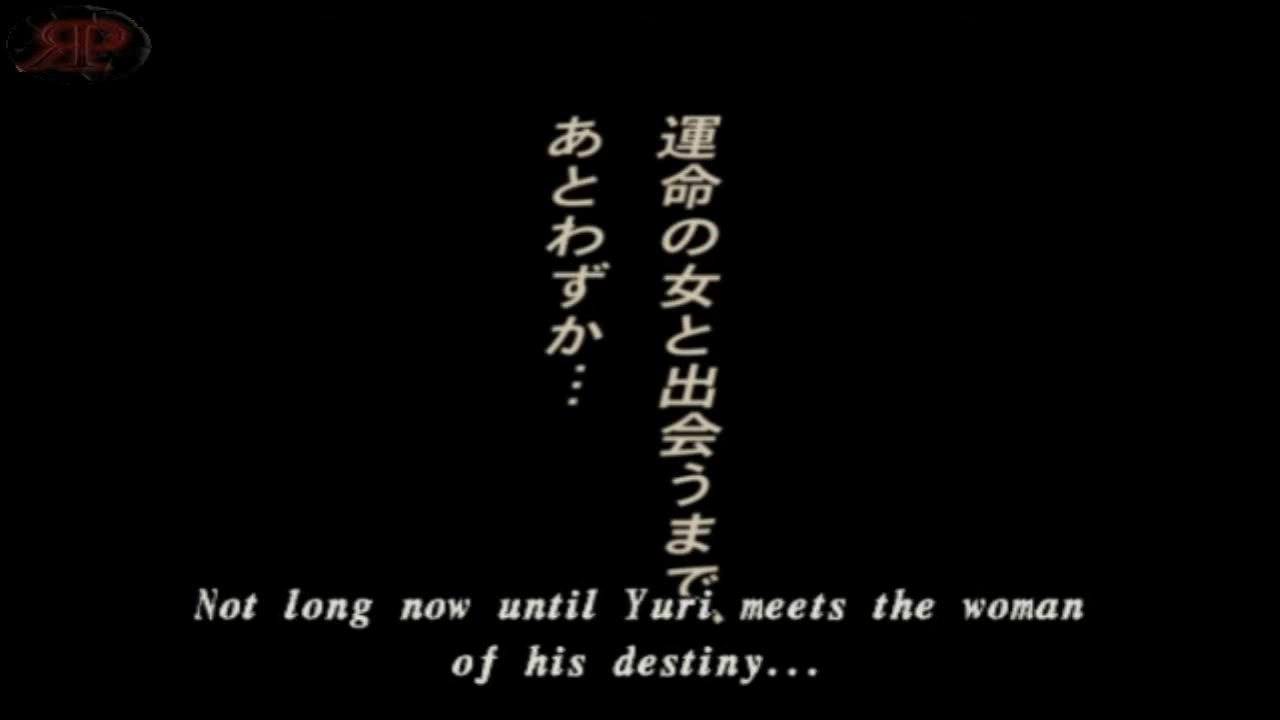 ЯP
運命の女と出会うまで、
あとわずか…
Not long now until Yuri meets the woman
of his destiny...